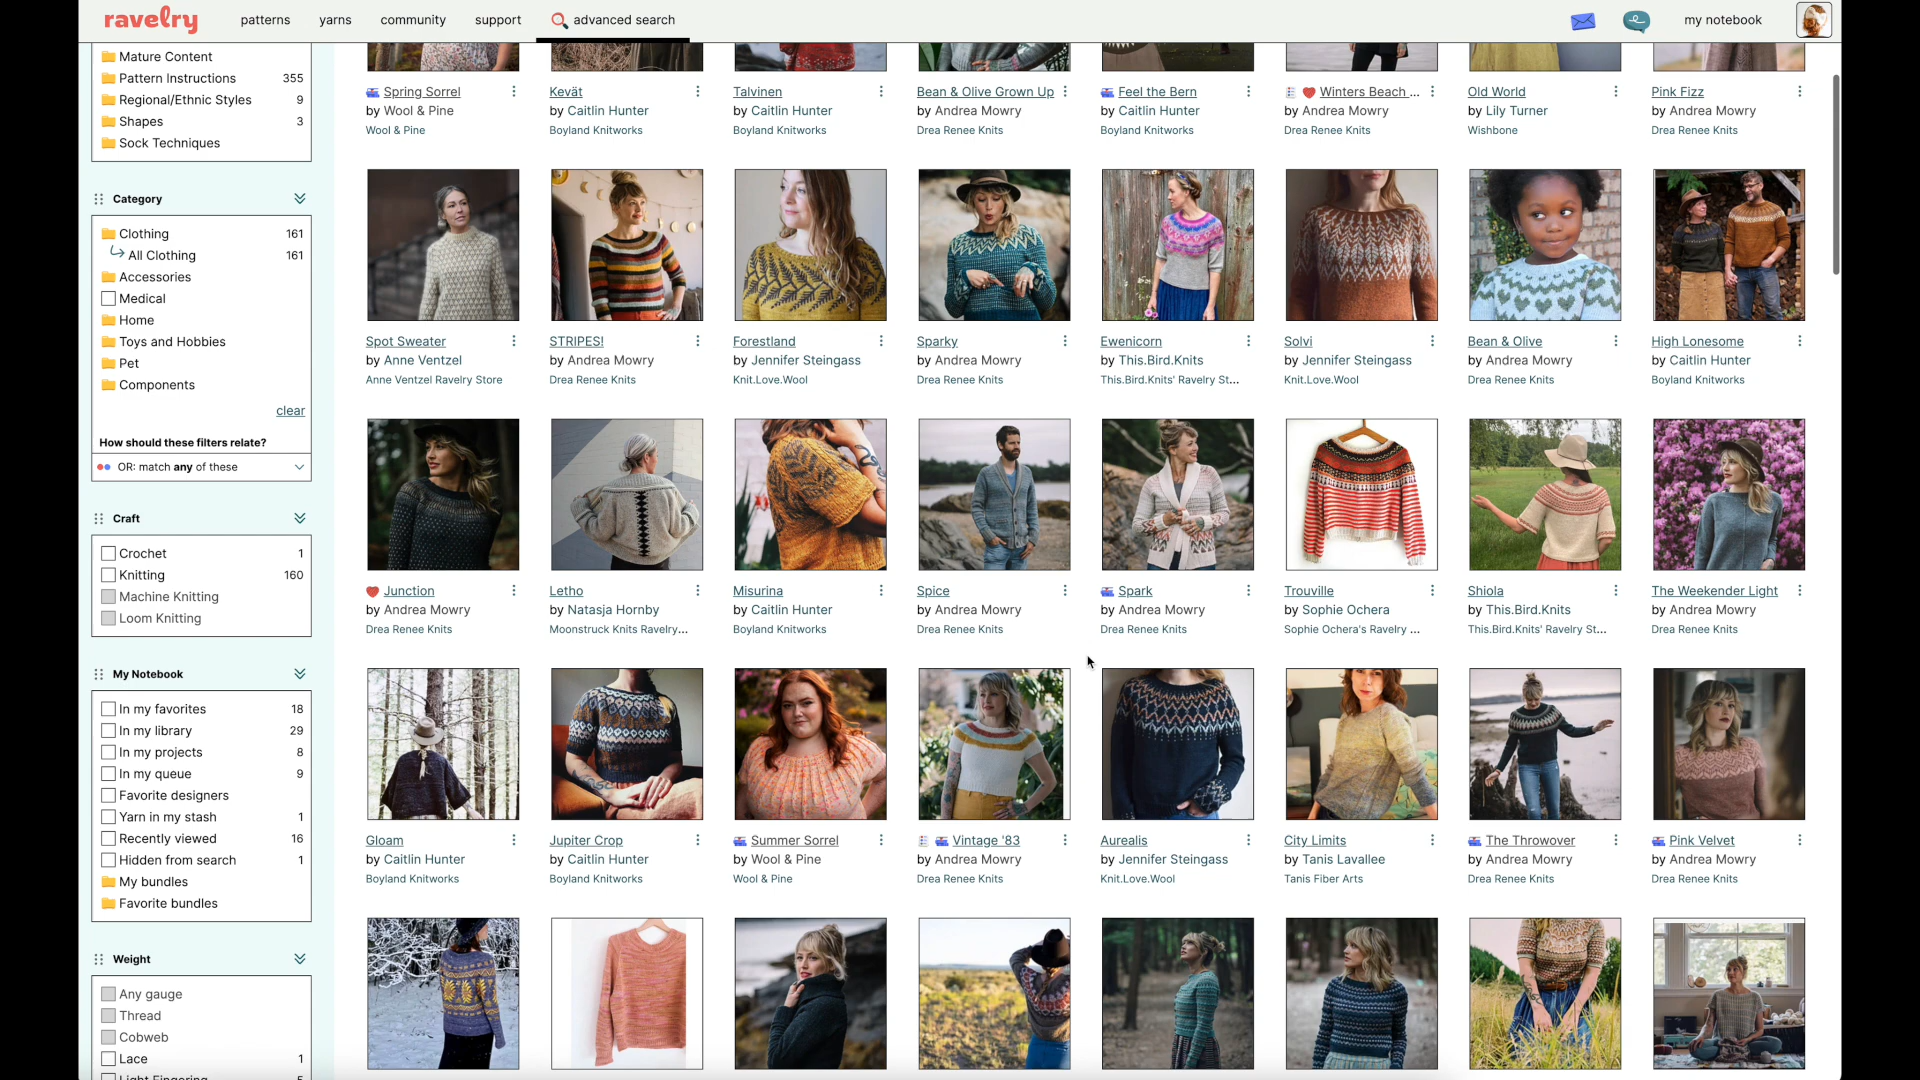 ravelry
patterns
yarns
community
support
advanced search
my notebook
Mature Content
Pattern Instructions 355
Regional/Ethnic Styles 9
Shapes 3
Sock Techniques
Category
Clothing 161
All Clothing 161
Accessories
Medical
Home
Toys and Hobbies
Pet
Components
clear
How should these filters relate?
OR: match any of these
Craft
Crochet 1
Knitting 160
Machine Knitting
Loom Knitting
My Notebook
In my favorites 18
In my library 29
In my projects 8
In my queue 9
Favorite designers
Yarn in my stash 1
Recently viewed 16
Hidden from search 1
My bundles
Favorite bundles
Weight
Any gauge
Thread
Cobweb
Lace 1
Light Fingering 5
Spring Sorrel
by Wool & Pine
Wool & Pine
Kevät
by Caitlin Hunter
Boyland Knitworks
Talvinen
by Caitlin Hunter
Boyland Knitworks
Bean & Olive Grown Up
by Andrea Mowry
Drea Renee Knits
Feel the Bern
by Caitlin Hunter
Boyland Knitworks
Winters Beach ...
by Andrea Mowry
Drea Renee Knits
Old World
by Lily Turner
Wishbone
Pink Fizz
by Andrea Mowry
Drea Renee Knits
Spot Sweater
by Anne Ventzel
Anne Ventzel Ravelry Store
STRIPES!
by Andrea Mowry
Drea Renee Knits
Forestland
by Jennifer Steingass
Knit.Love.Wool
Sparky
by Andrea Mowry
Drea Renee Knits
Ewenicorn
by This.Bird.Knits
This.Bird.Knits' Ravelry St...
Solvi
by Jennifer Steingass
Knit.Love.Wool
Bean & Olive
by Andrea Mowry
Drea Renee Knits
High Lonesome
by Caitlin Hunter
Boyland Knitworks
Junction
by Andrea Mowry
Drea Renee Knits
Letho
by Natasja Hornby
Moonstruck Knits Ravelry...
Misurina
by Caitlin Hunter
Boyland Knitworks
Spice
by Andrea Mowry
Drea Renee Knits
Spark
by Andrea Mowry
Drea Renee Knits
Trouville
by Sophie Ochera
Sophie Ochera's Ravelry ...
Shiola
by This.Bird.Knits
This.Bird.Knits' Ravelry St...
The Weekender Light
by Andrea Mowry
Drea Renee Knits
Gloam
by Caitlin Hunter
Boyland Knitworks
Jupiter Crop
by Caitlin Hunter
Boyland Knitworks
Summer Sorrel
by Wool & Pine
Wool & Pine
Vintage '83
by Andrea Mowry
Drea Renee Knits
Aurealis
by Jennifer Steingass
Knit.Love.Wool
City Limits
by Tanis Lavallee
Tanis Fiber Arts
The Throwover
by Andrea Mowry
Drea Renee Knits
Pink Velvet
by Andrea Mowry
Drea Renee Knits